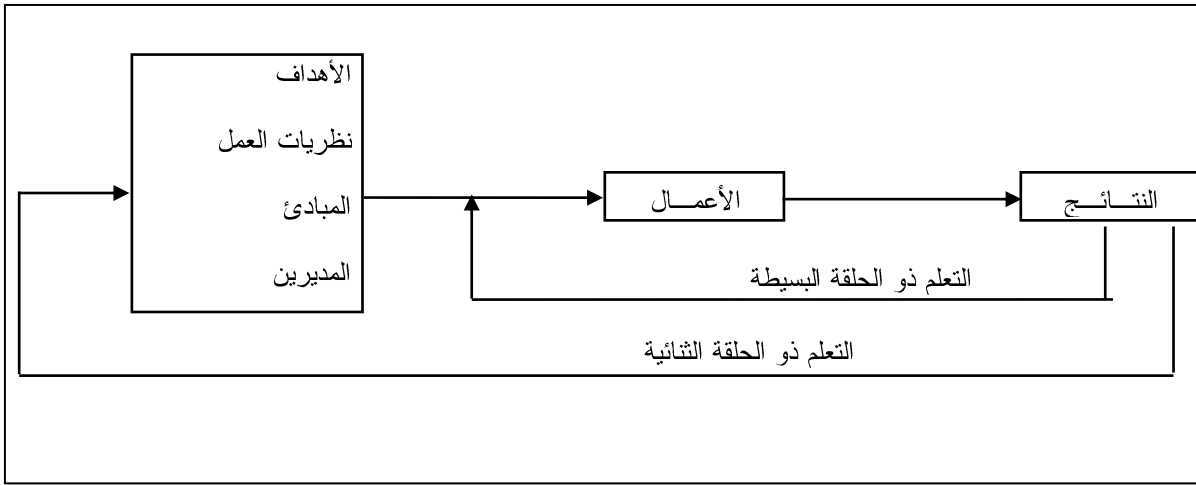 الأهداف
نظريات العمل
المبادئ
المديرين
الأعمـــال
النتـــائـــج
التعلم ذو الحلقة البسيطة
التعلم ذو الحلقة الثنائية